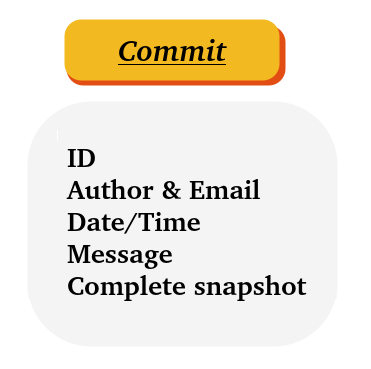 Commit
ID
Author & Email
Date/Time
Message
Complete snapshot